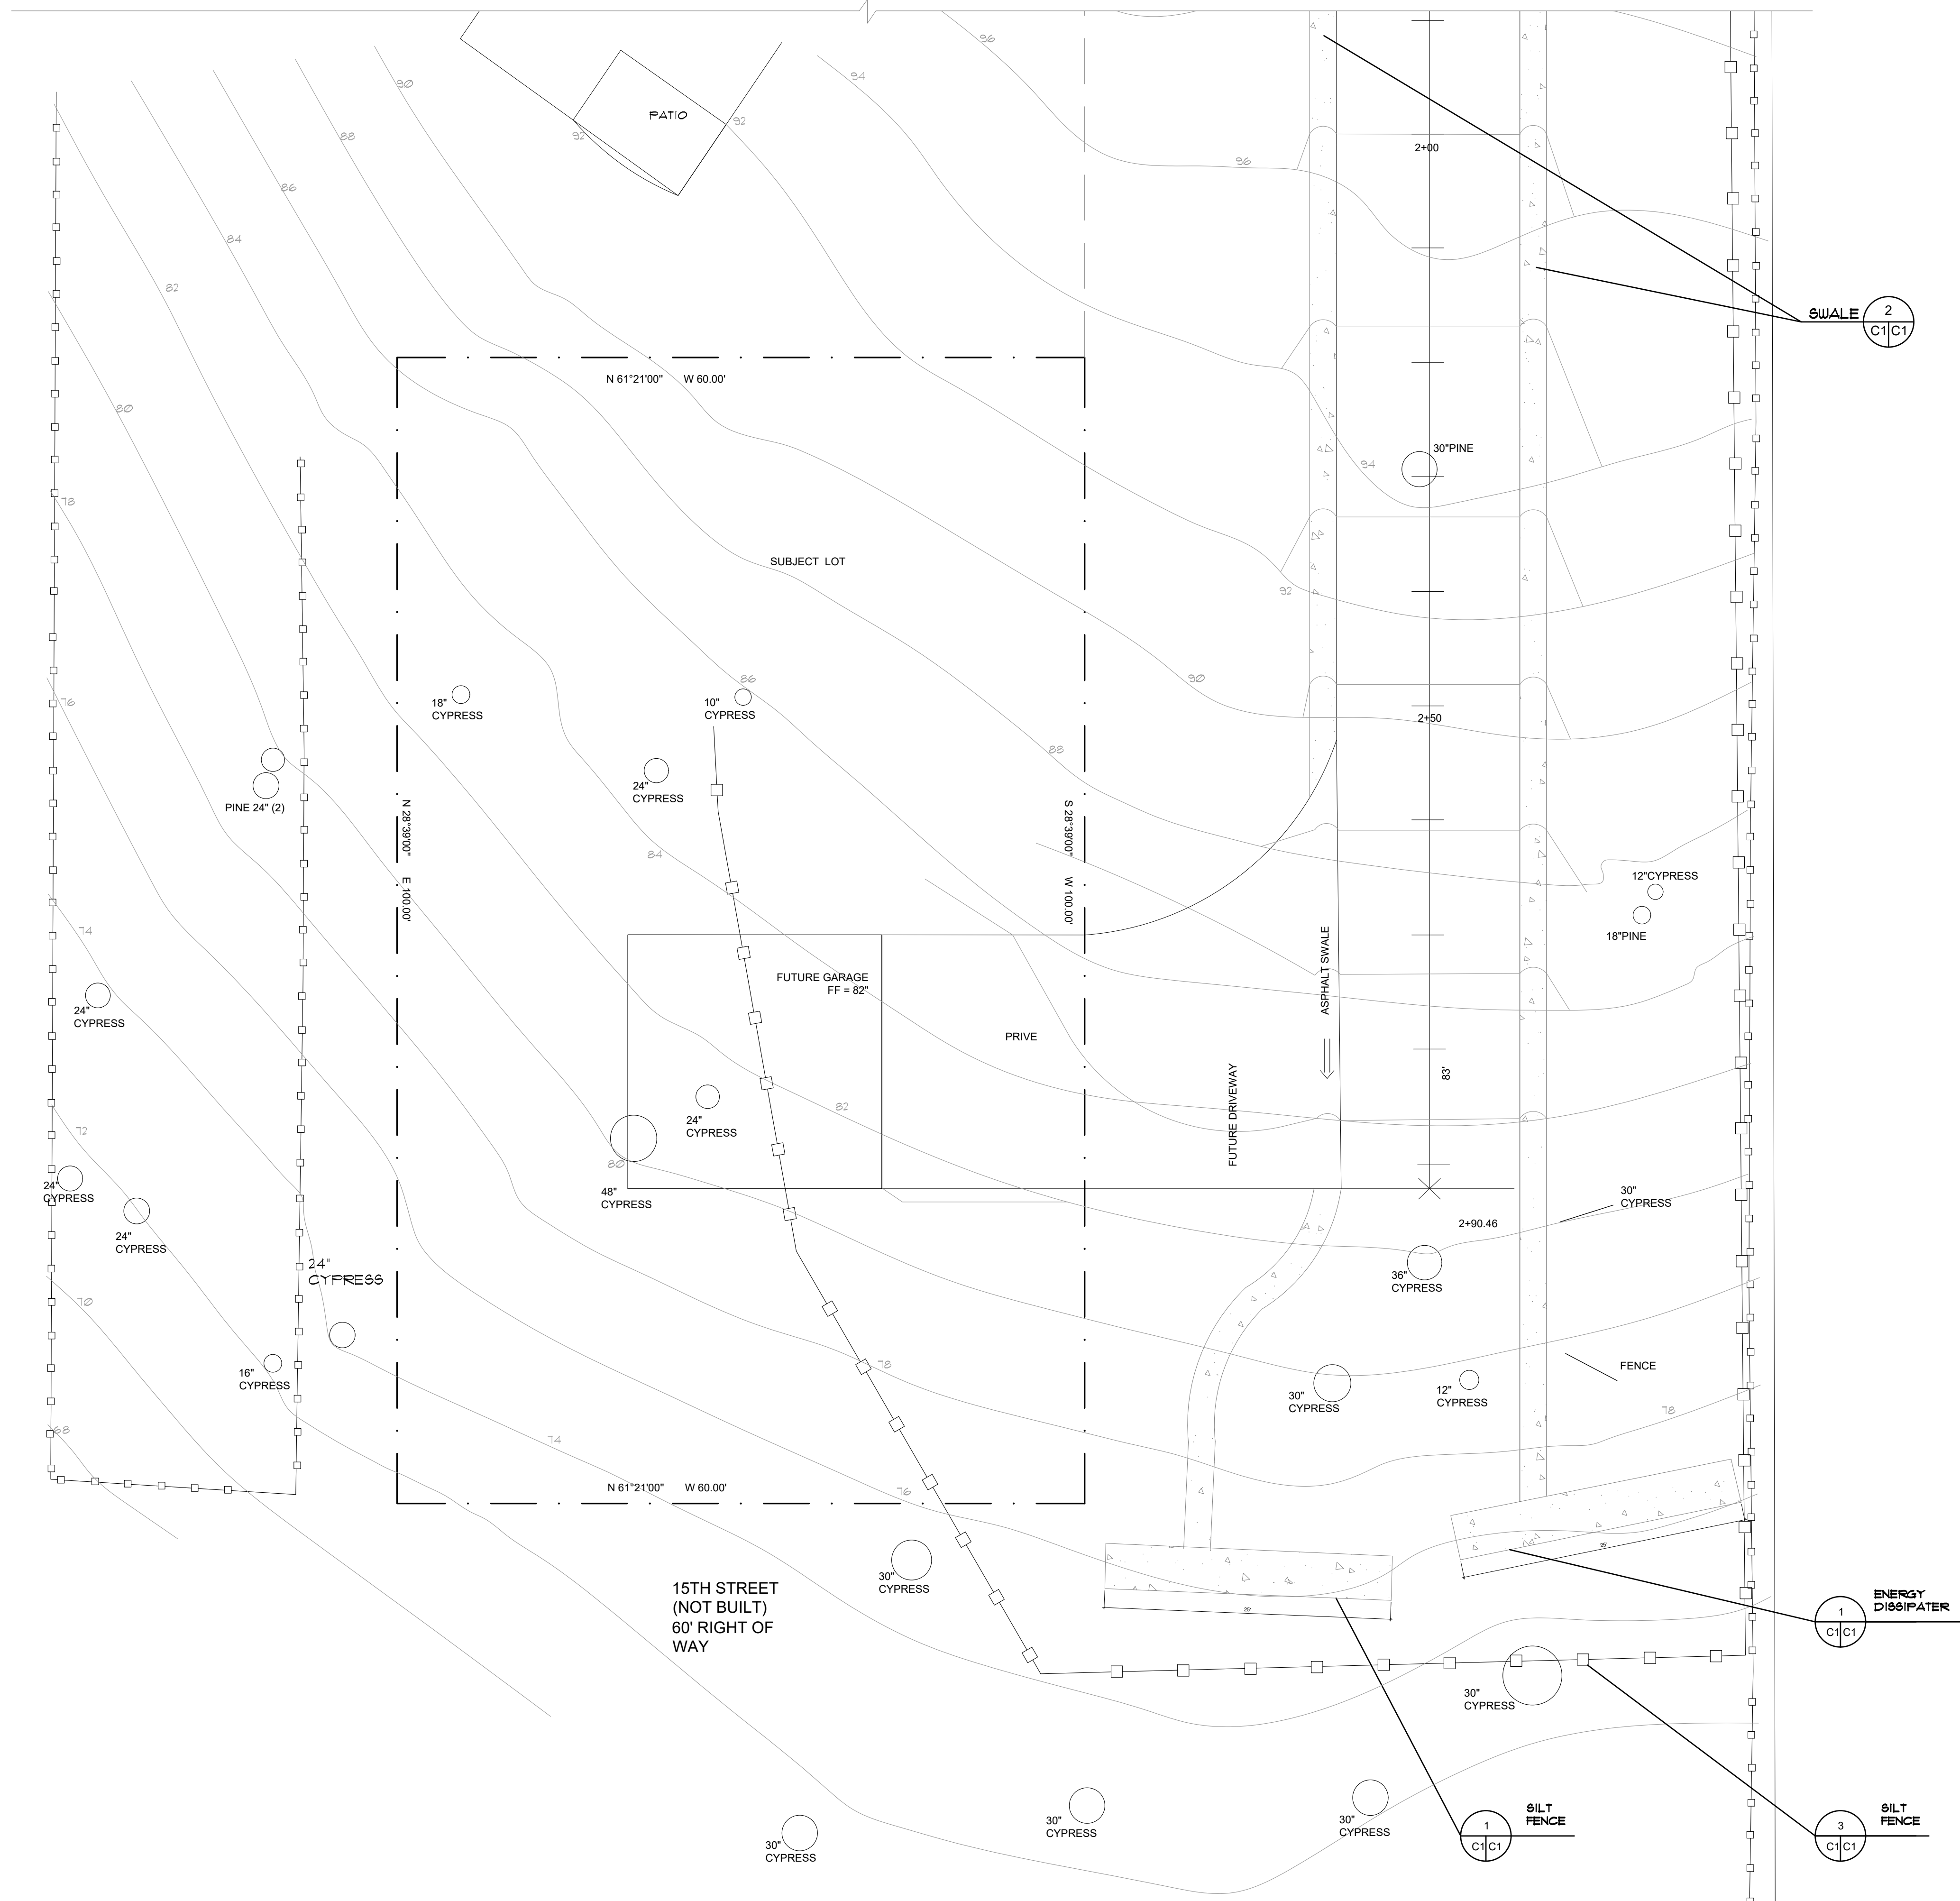 96
94
90
PATIO
92
92
88
2+00
96
86
84
82
SWALE
2
C1 C1
N 61°21'00" W 60.00'
80
30"PINE
94
78
SUBJECT LOT
92
86
90
76
18"
CYPRESS
10"
CYPRESS
2+50
88
24"
CYPRESS
PINE 24" (2)
N 28°39'00" E 100.00'
S 28°39'00" W 100.00'
84
12"CYPRESS
18"PINE
74
ASPHALT SWALE
FUTURE GARAGE
FF = 82"
24"
CYPRESS
PRIVE
83'
FUTURE DRIVEWAY
82
24"
CYPRESS
72
80
24"
CYPRESS
48"
CYPRESS
30"
CYPRESS
2+90.46
24"
CYPRESS
24"
CYPRESS
36"
CYPRESS
70
78
FENCE
16"
CYPRESS
30"
CYPRESS
12"
CYPRESS
78
68
74
N 61°21'00" W 60.00'
76
25'
30"
CYPRESS
15TH STREET
(NOT BUILT)
60' RIGHT OF
WAY
25'
ENERGY
DISSIPATER
1
C1 C1
30"
CYPRESS
30"
CYPRESS
30"
CYPRESS
30"
CYPRESS
SILT
FENCE
1
C1 C1
SILT
FENCE
3
C1 C1